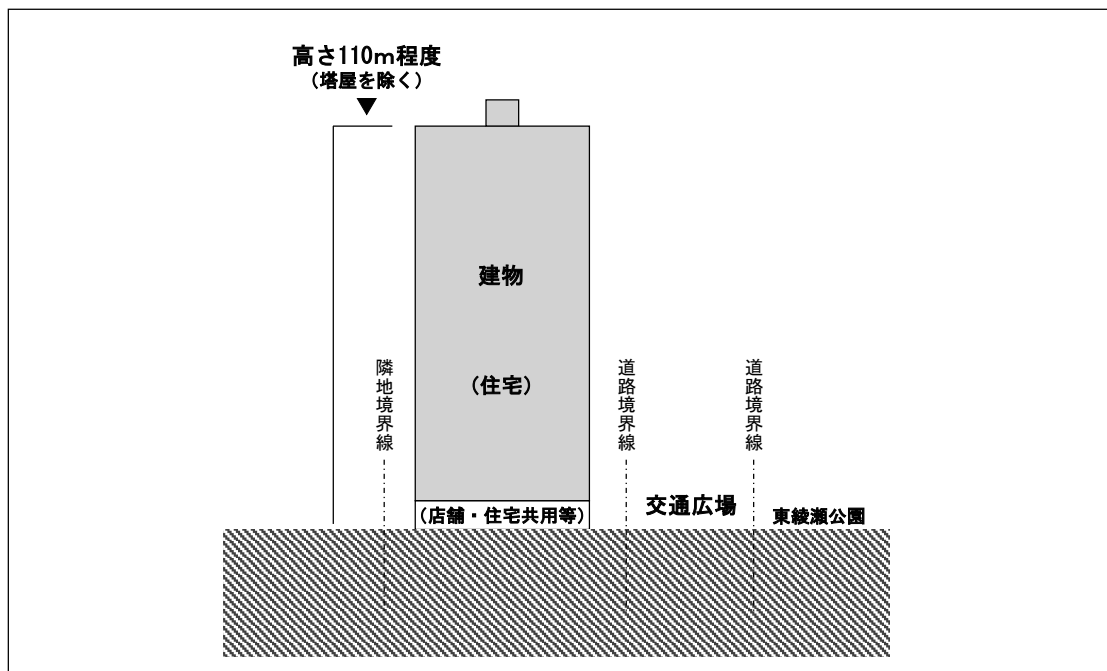 高さ110m程度
(塔屋を除く)
建物
(住宅)
隣地境界線
道路境界線
道路境界線
交通広場
(店舗・住宅共用等)
東綾瀬公園